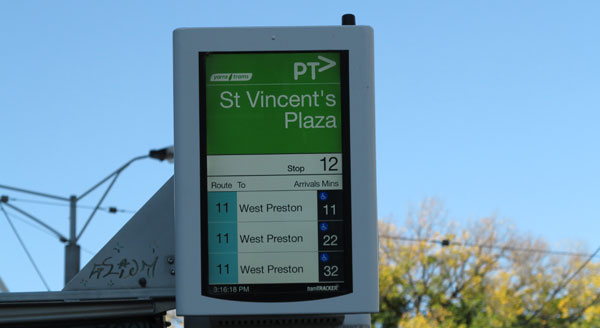 yarra trams PT>
St Vincent's
Plaza
Stop 12
Route To Arrivals Mins
11 West Preston 11
11 West Preston 22
11 West Preston 32
3:16:18 PM tramTRACKER